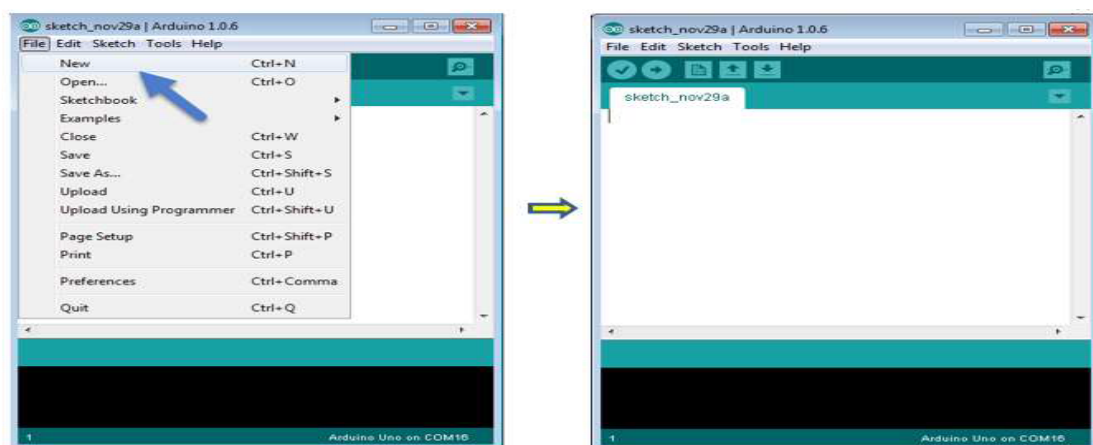 sketch_nov29a | Arduino 1.0.6
File Edit Sketch Tools Help
New Ctrl+N
Open... Ctrl+O
Sketchbook
Examples
Close Ctrl+W
Save Ctrl+S
Save As... Ctrl+Shift+S
Upload Ctrl+U
Upload Using Programmer Ctrl+Shift+U
Page Setup Ctrl+Shift+P
Print Ctrl+P
Preferences Ctrl+Comma
Quit Ctrl+Q
1 Arduino Uno on COM16
sketch_nov29a | Arduino 1.0.6
File Edit Sketch Tools Help
sketch_nov29a
1 Arduino Uno on COM16